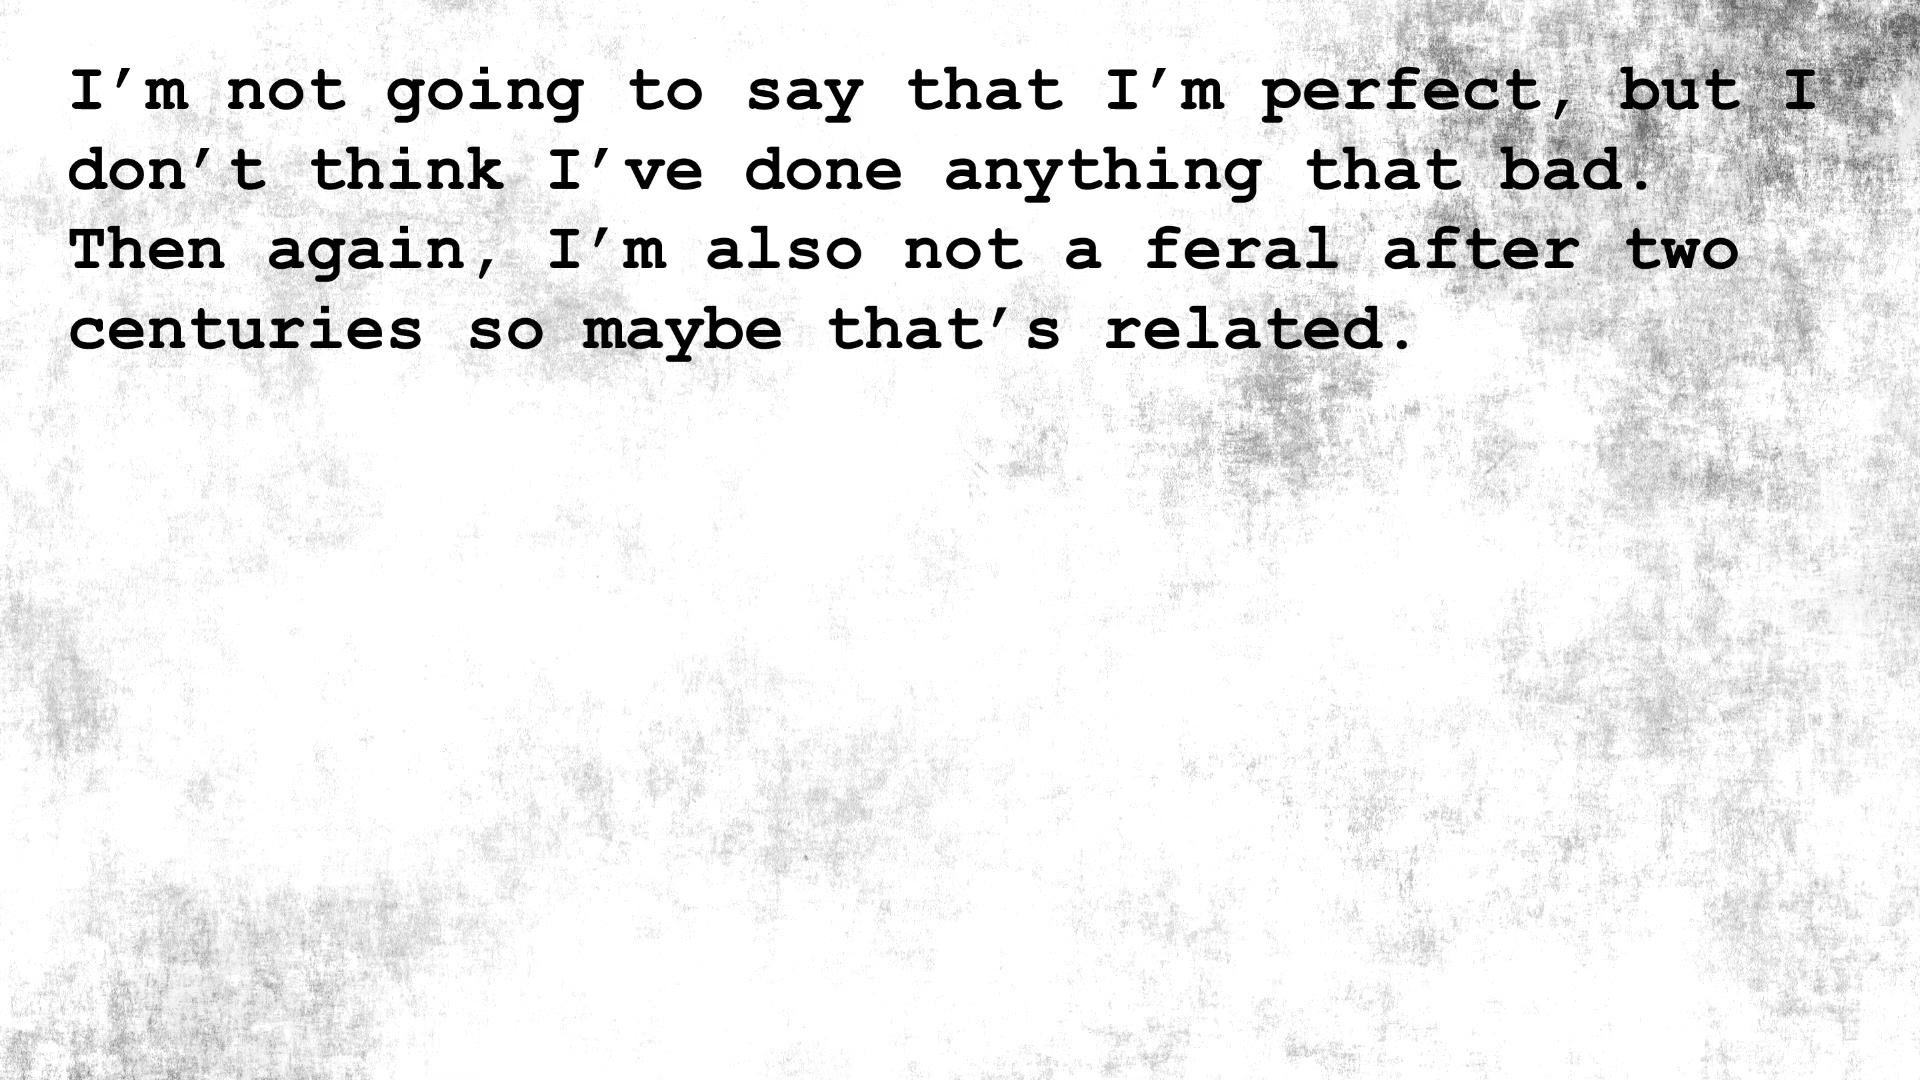 I’m not going to say that I’m perfect, but I
don’t think I’ve done anything that bad.
Then again, I’m also not a feral after two
centuries so maybe that’s related.